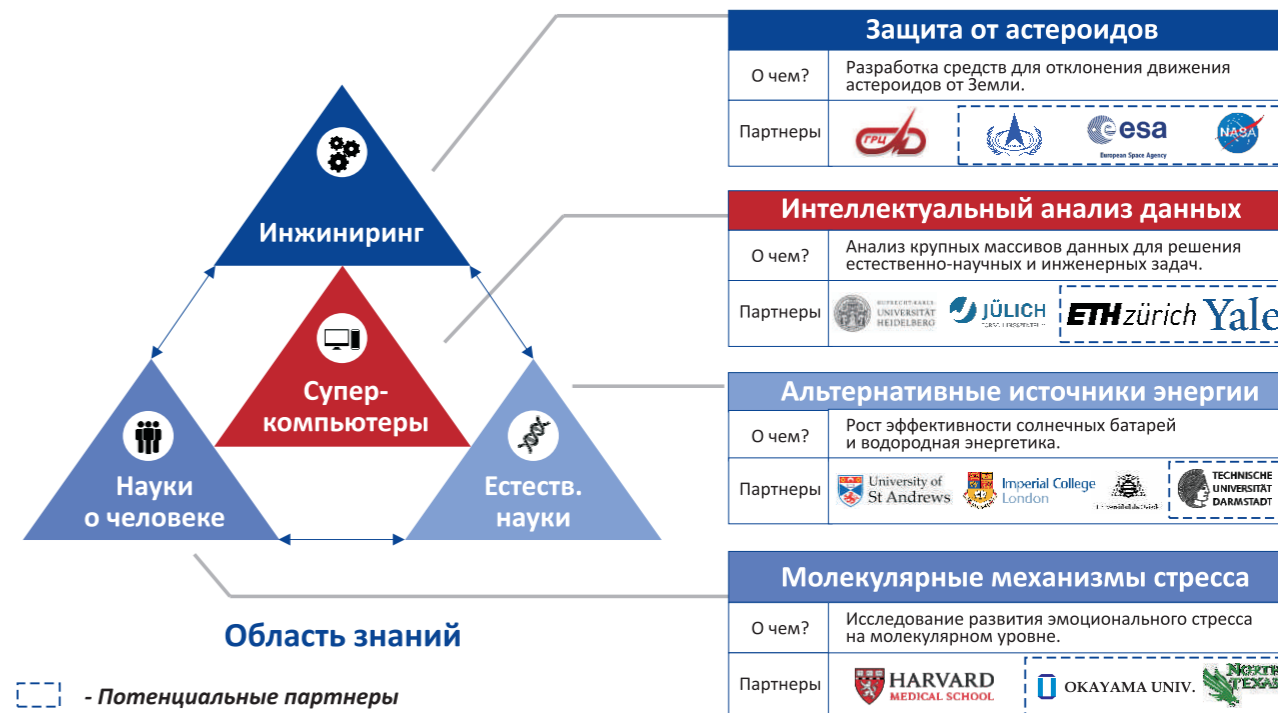 Инжиниринг
Супер-
компьютеры
Науки
о человеке
Естеств.
науки
Область знаний
- Потенциальные партнеры
Защита от астероидов
О чем?
Разработка средств для отклонения движения
астероидов от Земли.
Партнеры
ГРЦ
esa
European Space Agency
NASA
Интеллектуальный анализ данных
О чем?
Анализ крупных массивов данных для решения
естественно-научных и инженерных задач.
Партнеры
RUPRECHT-KARLS-
UNIVERSITÄT
HEIDELBERG
JÜLICH
ETH zürich
Yale
Альтернативные источники энергии
О чем?
Рост эффективности солнечных батарей
и водородная энергетика.
Партнеры
University of
St Andrews
Imperial College
London
TECHNISCHE
UNIVERSITÄT
DARMSTADT
Молекулярные механизмы стресса
О чем?
Исследование развития эмоционального стресса
на молекулярном уровне.
Партнеры
HARVARD
MEDICAL SCHOOL
OKAYAMA UNIV.
NORTH
TEXAS